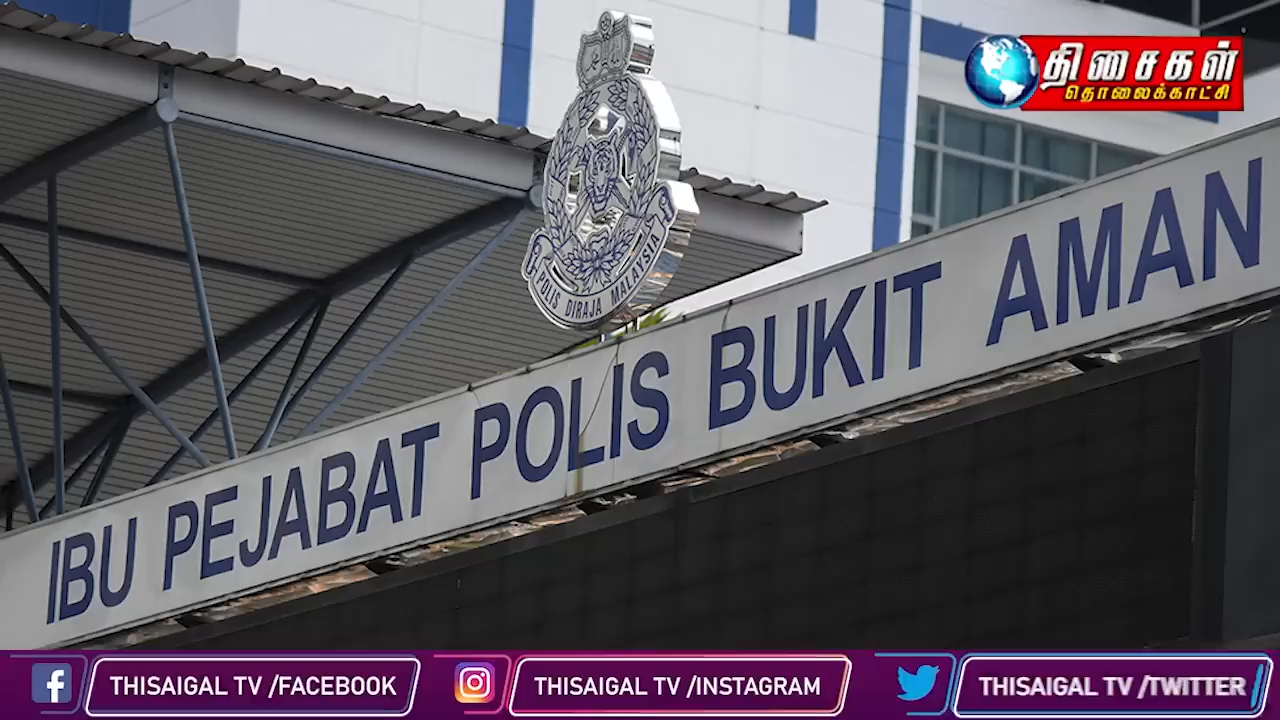 திசைகள்
தொலைக்காட்சி
POLIS DIRAJA MALAYSIA
IBU PEJABAT POLIS BUKIT AMAN
THISAIGAL TV /FACEBOOK
THISAIGAL TV /INSTAGRAM
THISAIGAL TV /TWITTER